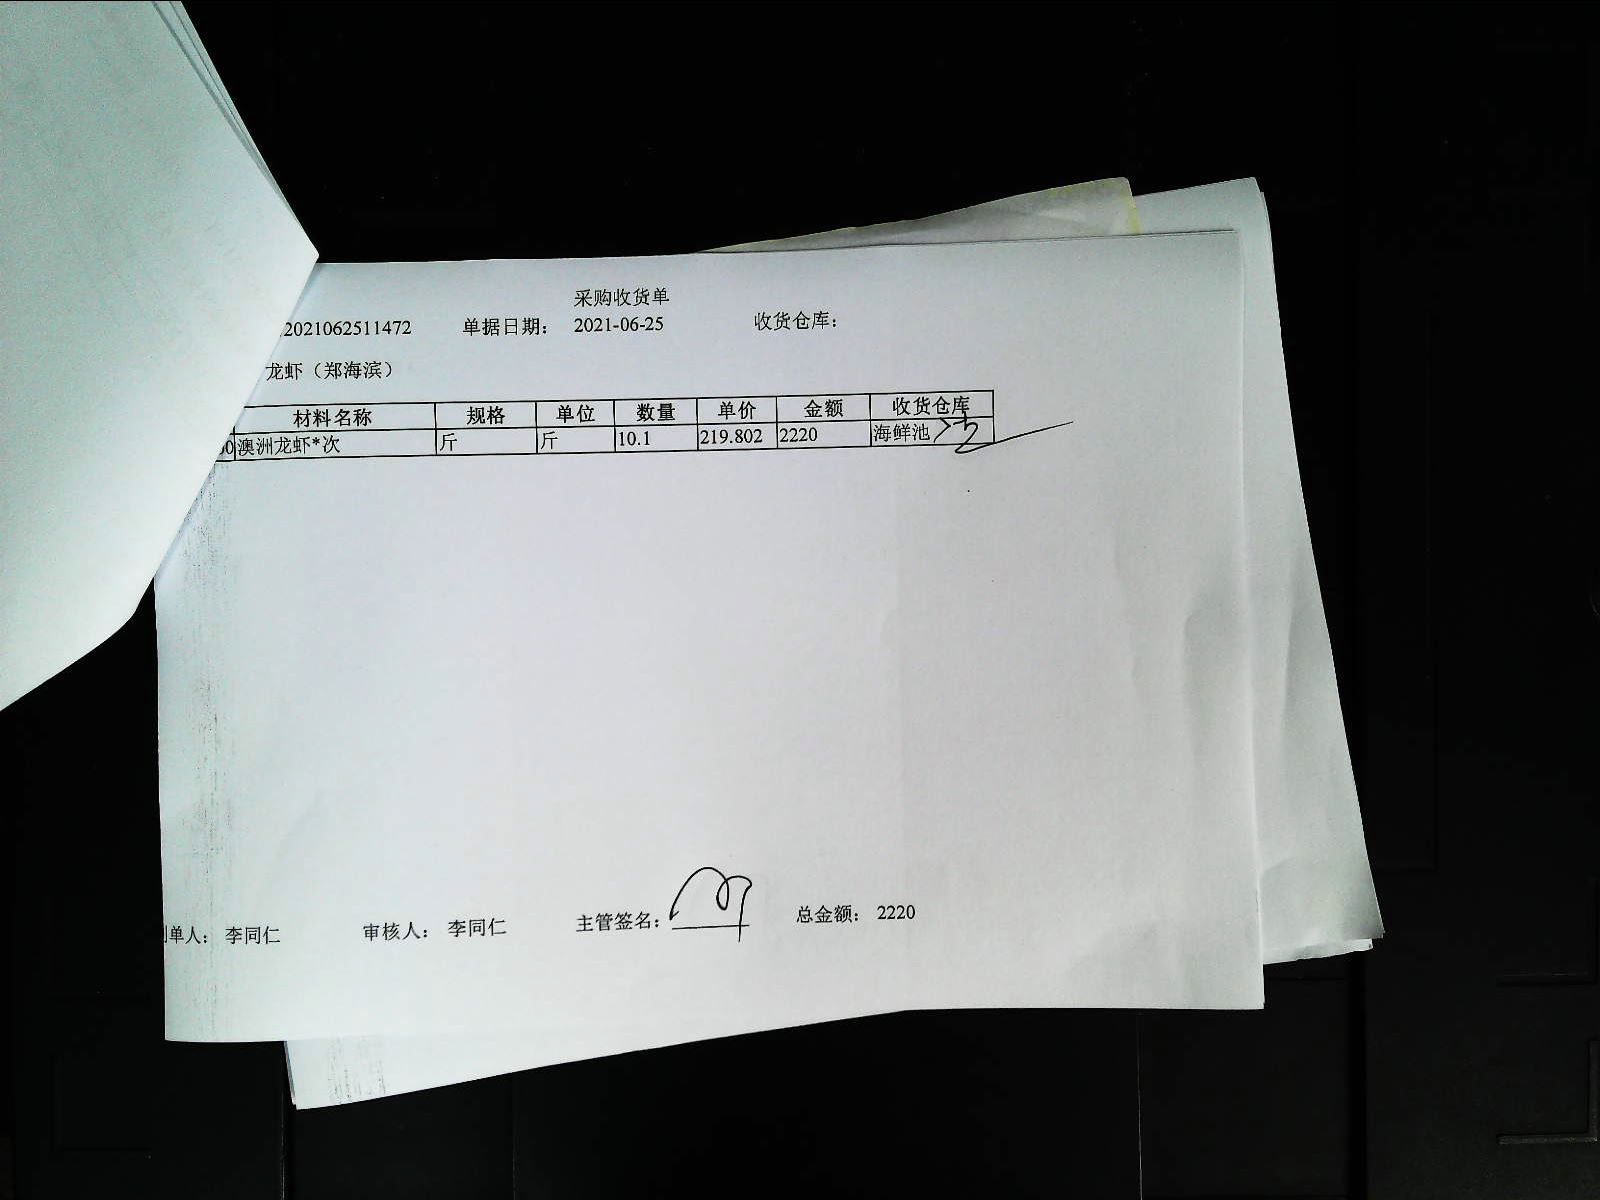 采购收货单
2021062511472 单据日期： 2021-06-25 收货仓库：
龙虾（郑海滨）
材料名称 规格 单位 数量 单价 金额 收货仓库
0 澳洲龙虾*次 斤 斤 10.1 219.802 2220 海鲜池
单人： 李同仁 审核人： 李同仁 主管签名： 总金额： 2220